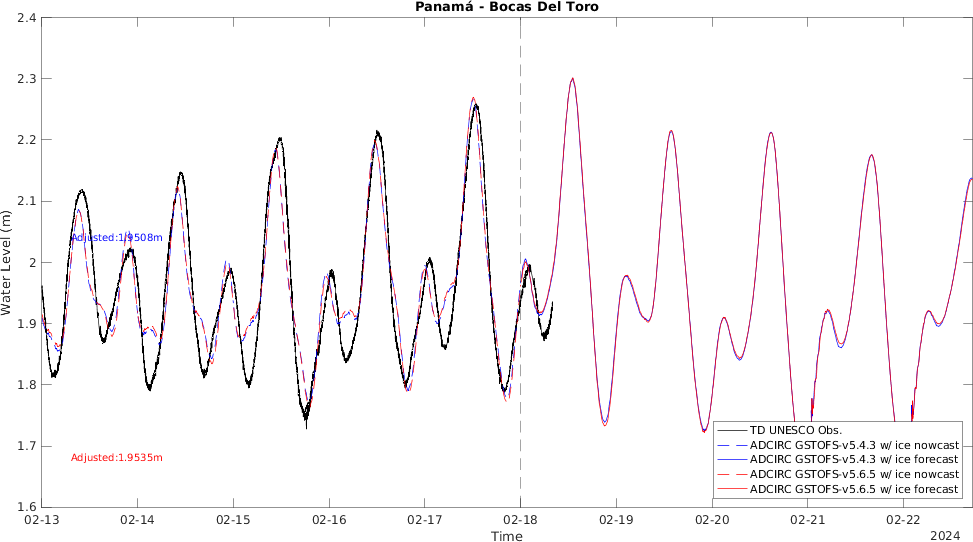 Panamá - Bocas Del Toro
2.4
2.3
2.2
2.1
2
1.9
1.8
1.7
1.6
Water Level (m)
Adjusted:1.9508m
Adjusted:1.9535m
TD UNESCO Obs.
ADCIRC GSTOFS-v5.4.3 w/ ice nowcast
ADCIRC GSTOFS-v5.4.3 w/ ice forecast
ADCIRC GSTOFS-v5.6.5 w/ ice nowcast
ADCIRC GSTOFS-v5.6.5 w/ ice forecast
02-13 02-14 02-15 02-16 02-17 02-18 02-19 02-20 02-21 02-22
Time
2024